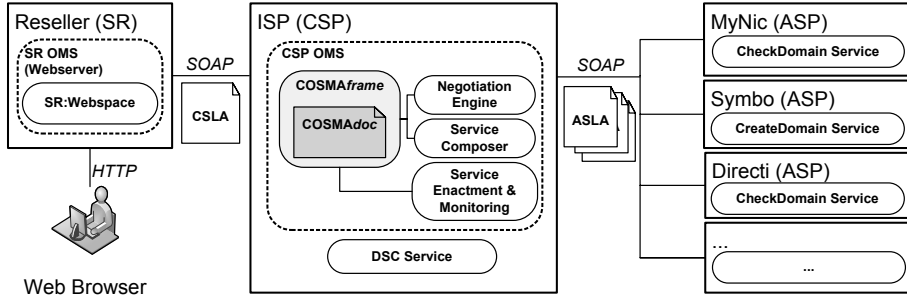 Reseller (SR)
SR OMS
(Webserver)
SR:Webspace
HTTP
Web Browser
SOAP
CSLA
ISP (CSP)
CSP OMS
COSMAframe
COSMAdoc
Negotiation
Engine
Service
Composer
Service
Enactment &
Monitoring
DSC Service
SOAP
ASLA
MyNic (ASP)
CheckDomain Service
Symbo (ASP)
CreateDomain Service
Directi (ASP)
CheckDomain Service
...
...